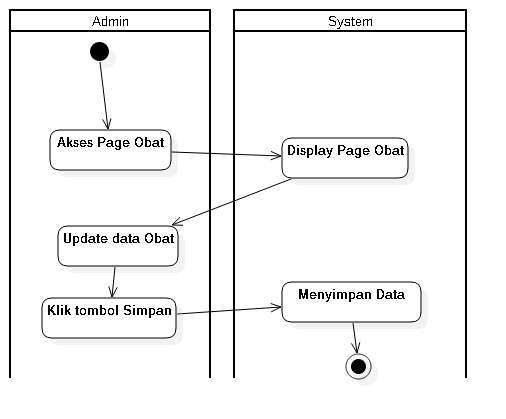 Admin
System
Akses Page Obat
Display Page Obat
Update data Obat
Klik tombol Simpan
Menyimpan Data